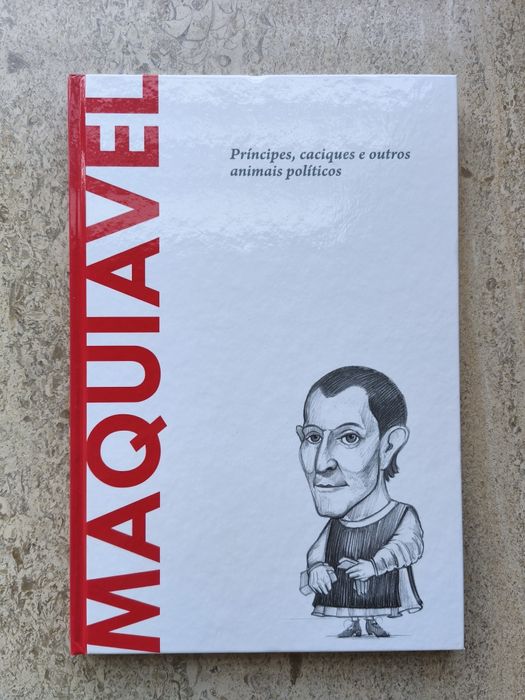 MAQUIAVEL
Príncipes, caciques e outros
animais políticos